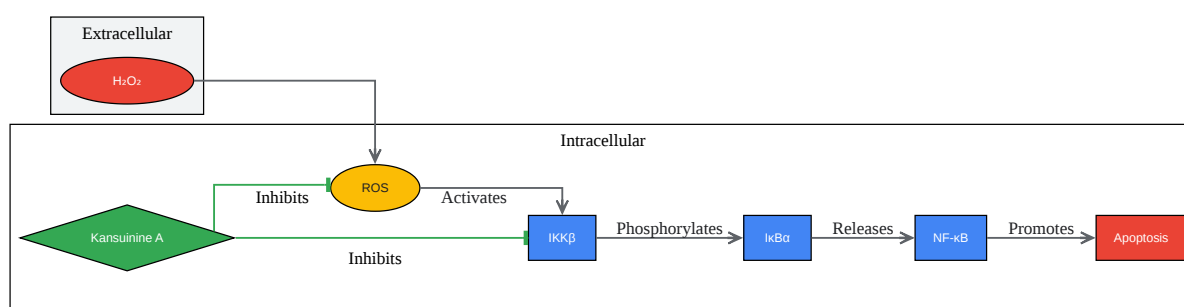 Extracellular
H₂O₂
Intracellular
ROS
Inhibits
Activates
Kansuinine A
IKKβ
Phosphorylates
IκBα
Releases
NF-κB
Promotes
Apoptosis
Inhibits